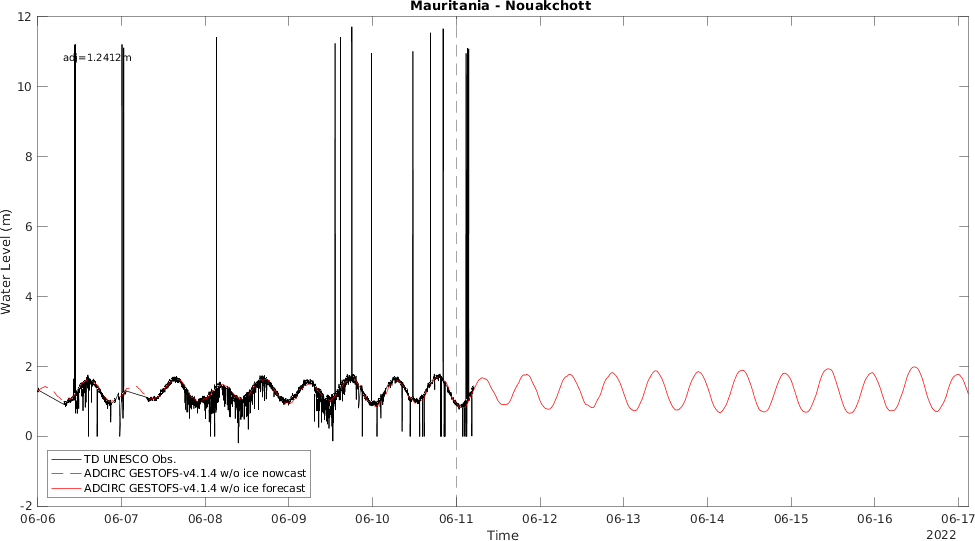 Mauritania - Nouakchott
12
adj=1.2412m
10
8
6
4
2
0
-2
Water Level (m)
TD UNESCO Obs.
ADCIRC GESTOFS-v4.1.4 w/o ice nowcast
ADCIRC GESTOFS-v4.1.4 w/o ice forecast
06-06 06-07 06-08 06-09 06-10 06-11 06-12 06-13 06-14 06-15 06-16 06-17
Time
2022